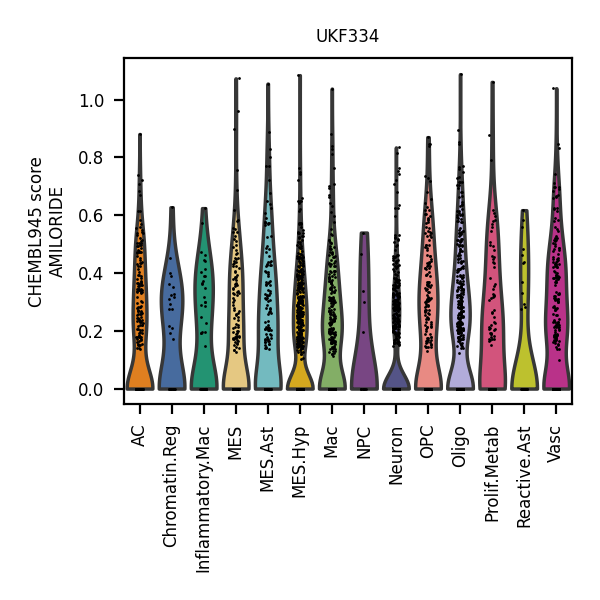 UKF334
CHEMBL945 score
AMILORIDE
1.0
0.8
0.6
0.4
0.2
0.0
AC
Chromatin.Reg
Inflammatory.Mac
MES
MES.Ast
MES.Hyp
Mac
NPC
Neuron
OPC
Oligo
Prolif.Metab
Reactive.Ast
Vasc